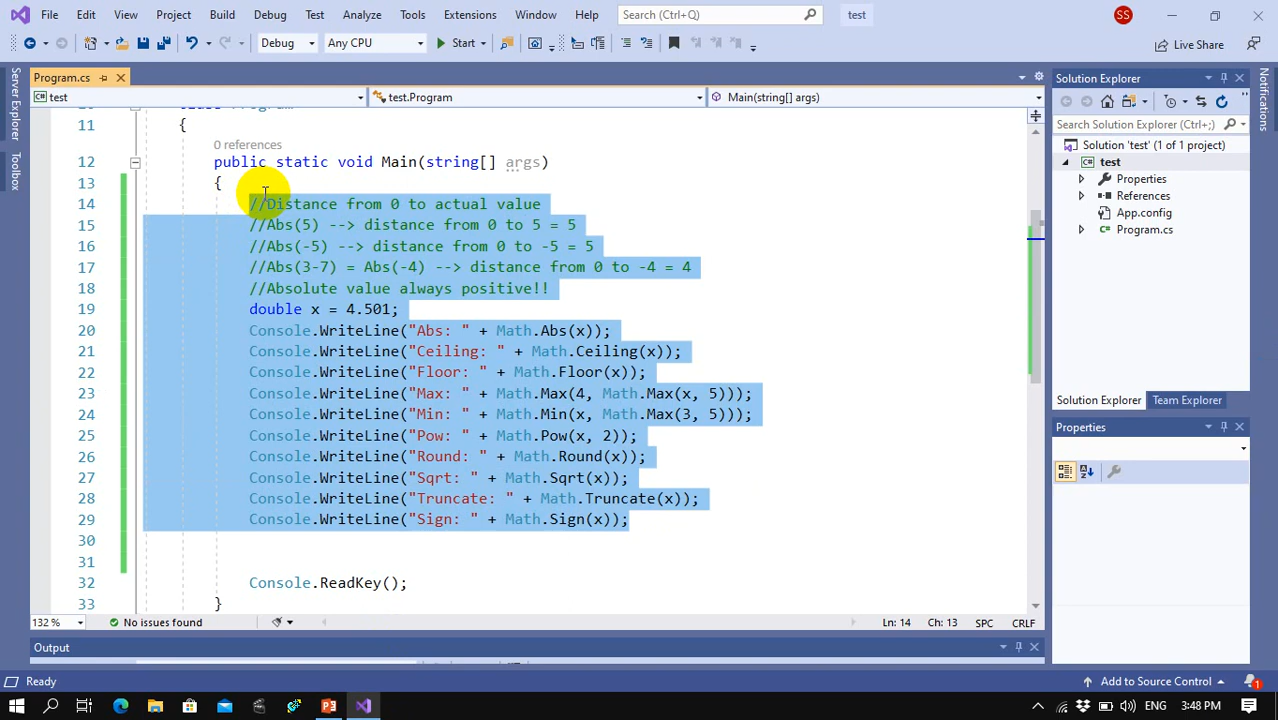 File Edit View Project Build Debug Test Analyze Tools Extensions Window Help Search (Ctrl+Q) test SS
Debug Any CPU Start Live Share
Server Explorer
Toolbox
Notifications
Program.cs
test test.Program Main(string[] args)
11 {
0 references
12 public static void Main(string[] args)
13 {
14 //Distance from 0 to actual value
15 //Abs(5) --> distance from 0 to 5 = 5
16 //Abs(-5) --> distance from 0 to -5 = 5
17 //Abs(3-7) = Abs(-4) --> distance from 0 to -4 = 4
18 //Absolute value always positive!!
19 double x = 4.501;
20 Console.WriteLine("Abs: " + Math.Abs(x));
21 Console.WriteLine("Ceiling: " + Math.Ceiling(x));
22 Console.WriteLine("Floor: " + Math.Floor(x));
23 Console.WriteLine("Max: " + Math.Max(4, Math.Max(x, 5)));
24 Console.WriteLine("Min: " + Math.Min(x, Math.Max(3, 5)));
25 Console.WriteLine("Pow: " + Math.Pow(x, 2));
26 Console.WriteLine("Round: " + Math.Round(x));
27 Console.WriteLine("Sqrt: " + Math.Sqrt(x));
28 Console.WriteLine("Truncate: " + Math.Truncate(x));
29 Console.WriteLine("Sign: " + Math.Sign(x));
30
31
32 Console.ReadKey();
33 }
132 % No issues found Ln: 14 Ch: 13 SPC CRLF
Output
Solution Explorer
Search Solution Explorer (Ctrl+;)
Solution 'test' (1 of 1 project)
test
Properties
References
App.config
Program.cs
Solution Explorer Team Explorer
Properties
Ready Add to Source Control 1
ENG 3:48 PM